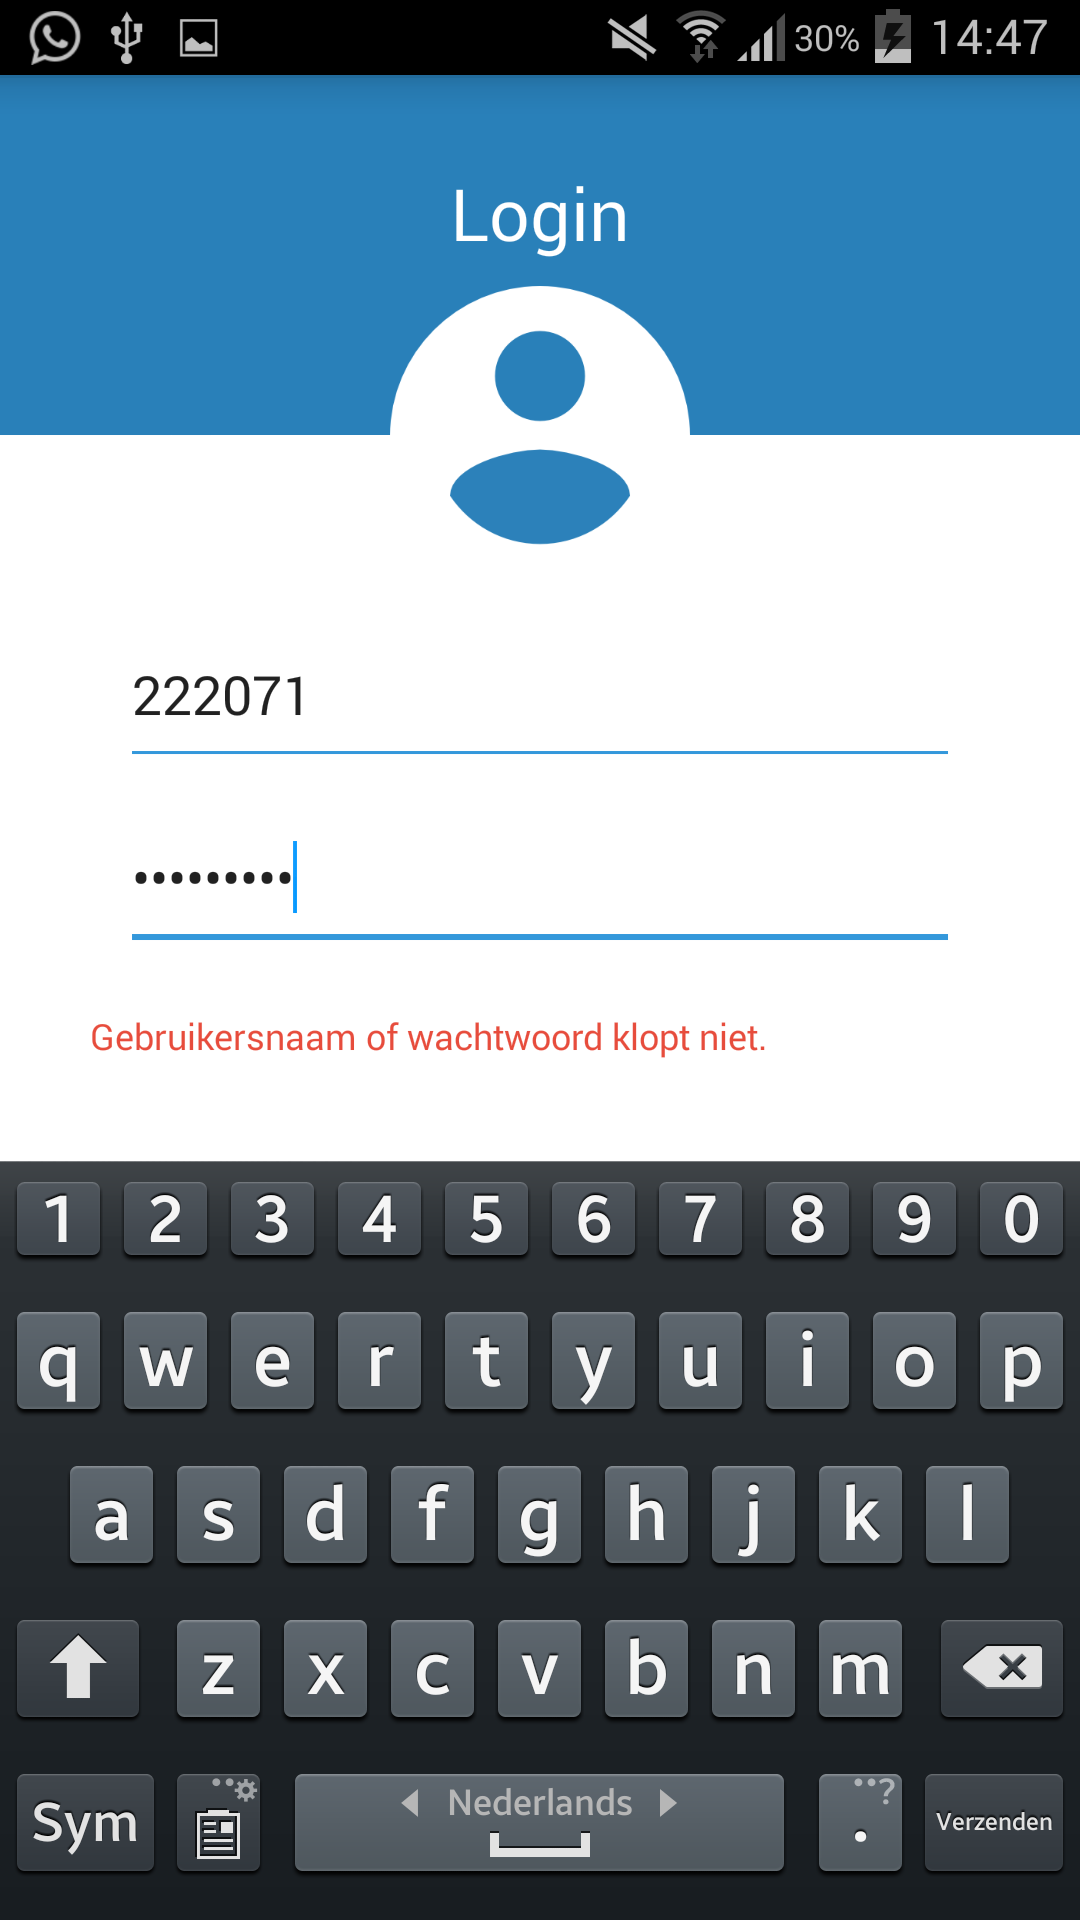 30% 14:47
Login
222071
•••••••••
Gebruikersnaam of wachtwoord klopt niet.
1 2 3 4 5 6 7 8 9 0
q w e r t y u i o p
a s d f g h j k l
z x c v b n m
Sym Nederlands . ? Verzenden